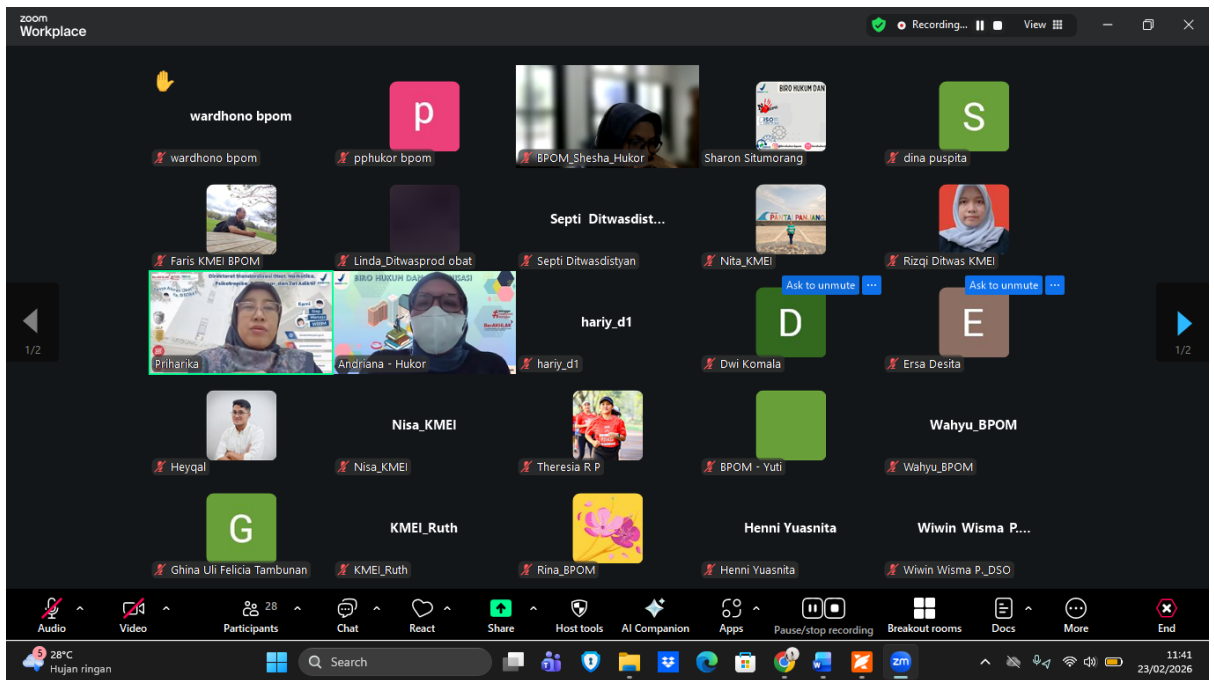 zoom
Workplace
Recording...
View
wardhono bpom
wardhono bpom
p
pphukor bpom
BPOM_Shesha_Hukor
BIRO HUKUM DAN
Sharon Situmorang
S
dina puspita
Faris KMEI BPOM
Linda_Ditwasprod obat
Septi Ditwasdist...
Septi Ditwasdistyan
PANTAI PANJANG
Nita_KMEI
Rizqi Ditwas KMEI
Priharika
BIRO HUKUM DAN
Andriana - Hukor
hariy_d1
hariy_d1
Ask to unmute
D
Dwi Komala
Ask to unmute
E
Ersa Desita
1/2
1/2
Heyqal
Nisa_KMEI
Nisa_KMEI
Theresia R P
BPOM - Yuti
Wahyu_BPOM
Wahyu_BPOM
G
Ghina Uli Felicia Tambunan
KMEI_Ruth
KMEI_Ruth
Rina_BPOM
Henni Yuasnita
Henni Yuasnita
Wiwin Wisma P....
Wiwin Wisma P._DSO
Audio
Video
28
Participants
Chat
React
Share
Host tools
AI Companion
Apps
Pause/stop recording
Breakout rooms
Docs
More
End
5
28°C
Hujan ringan
Search
zm
11:41
23/02/2026